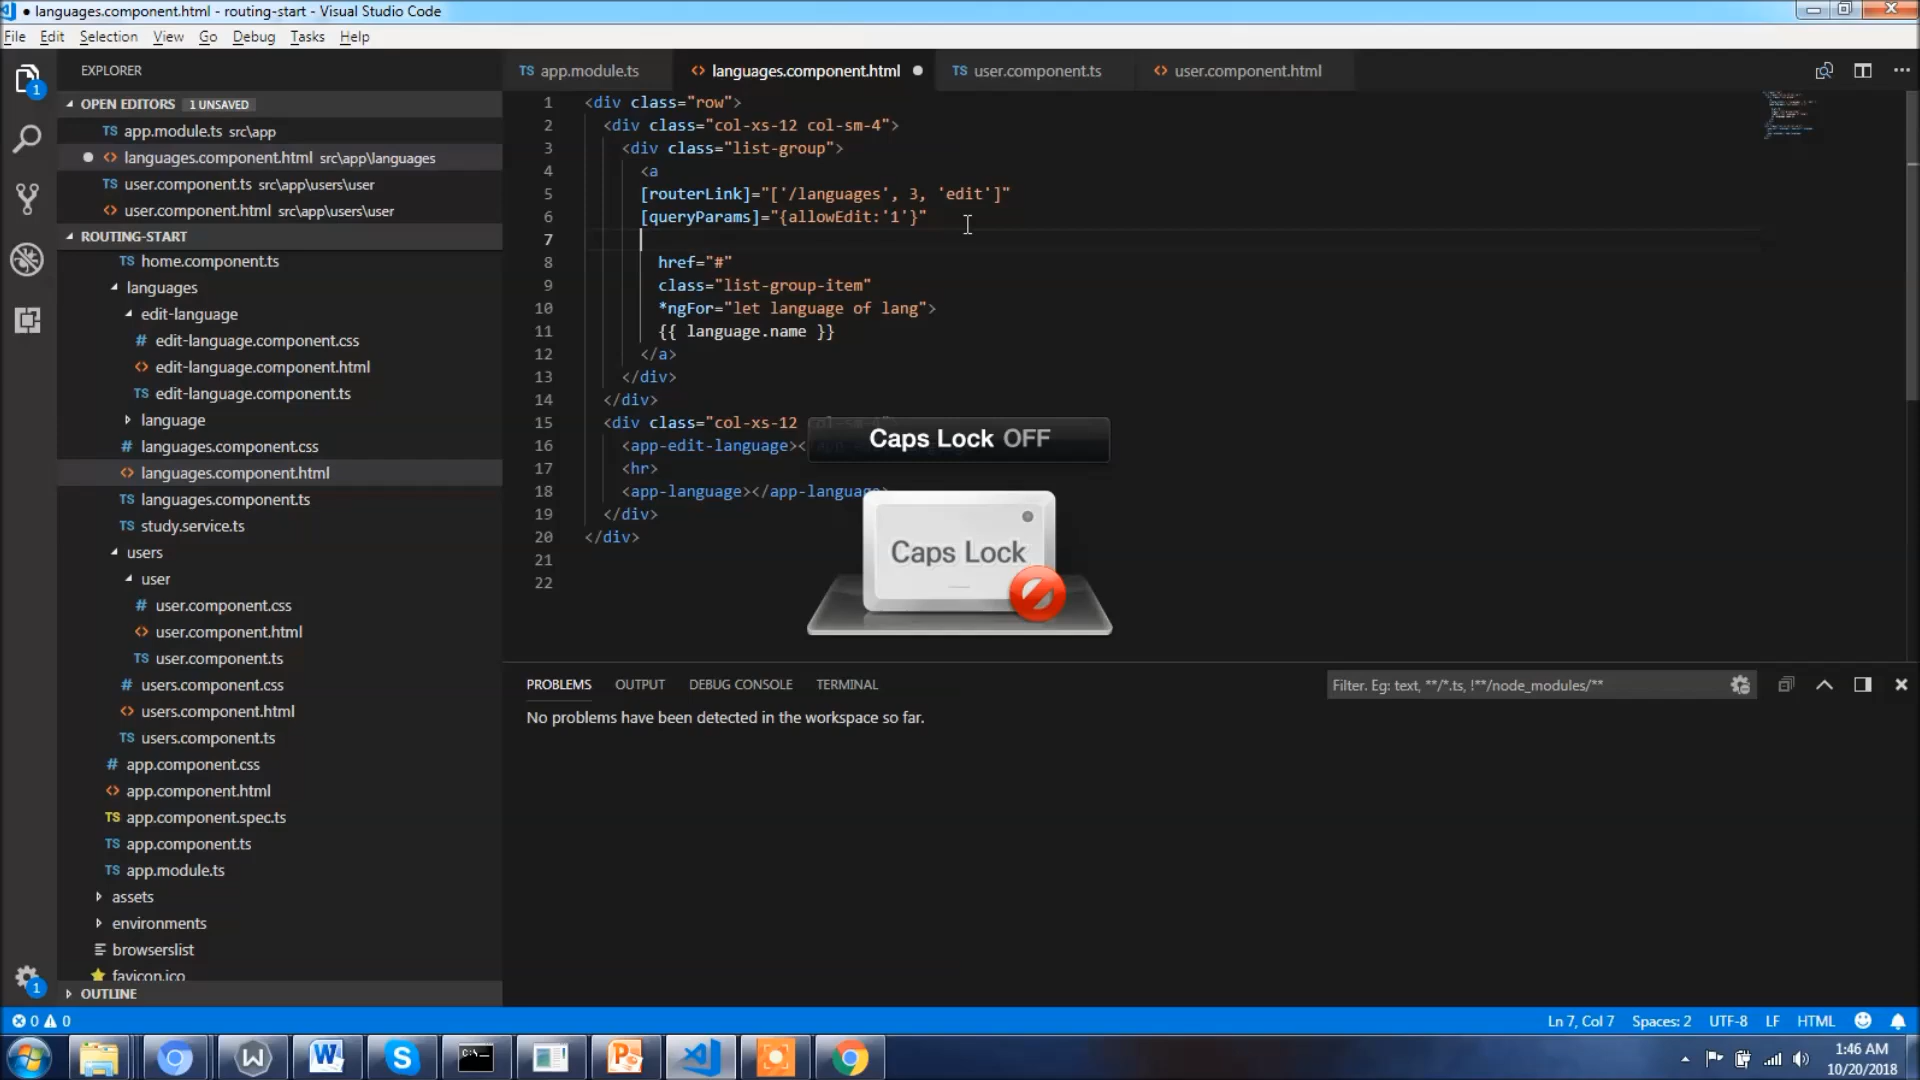 languages.component.html - routing-start - Visual Studio Code
File Edit Selection View Go Debug Tasks Help
1
EXPLORER
OPEN EDITORS 1 UNSAVED
TS app.module.ts src\app
<> languages.component.html src\app\languages
TS user.component.ts src\app\users\user
<> user.component.html src\app\users\user
ROUTING-START
TS home.component.ts
languages
edit-language
# edit-language.component.css
<> edit-language.component.html
TS edit-language.component.ts
language
# languages.component.css
<> languages.component.html
TS languages.component.ts
TS study.service.ts
users
user
# user.component.css
<> user.component.html
TS user.component.ts
# users.component.css
<> users.component.html
TS users.component.ts
# app.component.css
<> app.component.html
TS app.component.spec.ts
TS app.component.ts
TS app.module.ts
assets
environments
browserslist
favicon.ico
OUTLINE
1
TS app.module.ts <> languages.component.html TS user.component.ts <> user.component.html
1 <div class="row">
2 <div class="col-xs-12 col-sm-4">
3 <div class="list-group">
4 <a
5 [routerLink]="['/languages', 3, 'edit']"
6 [queryParams]="{allowEdit:'1'}"
7
8 href="#"
9 class="list-group-item"
10 *ngFor="let language of lang">
11 {{ language.name }}
12 </a>
13 </div>
14 </div>
15 <div class="col-xs-12
16 <app-edit-language><
17 <hr>
18 <app-language></app-language>
19 </div>
20 </div>
21
22
Caps Lock OFF
Caps Lock
PROBLEMS OUTPUT DEBUG CONSOLE TERMINAL
Filter. Eg: text, **/*.ts, !**/node_modules/**
No problems have been detected in the workspace so far.
0 0
Ln 7, Col 7 Spaces: 2 UTF-8 LF HTML
W W S C:\_ P
1:46 AM
10/20/2018